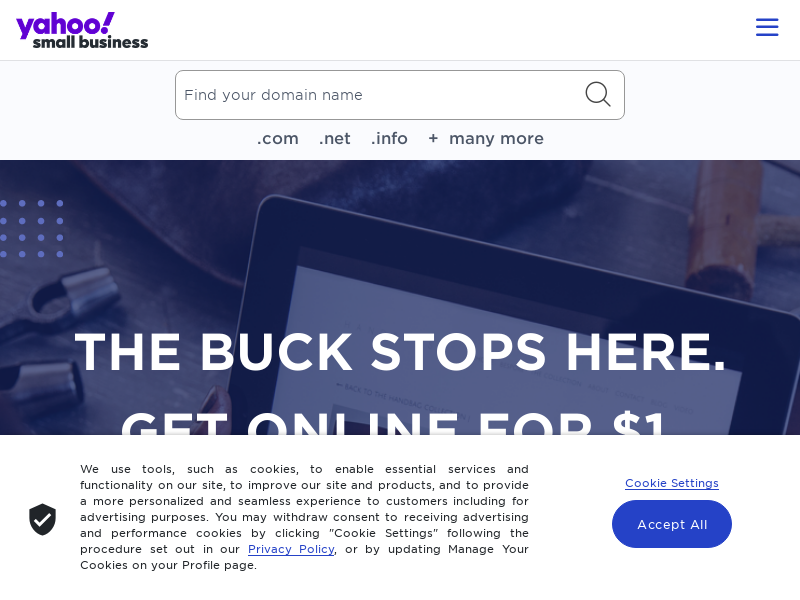 yahoo!
small business
Find your domain name
.com .net .info + many more
THE BUCK STOPS HERE.
GET ONLINE FOR $1
We use tools, such as cookies, to enable essential services and
functionality on our site, to improve our site and products, and to provide
a more personalized and seamless experience to customers including for
advertising purposes. You may withdraw consent to receiving advertising
and performance cookies by clicking "Cookie Settings" following the
procedure set out in our Privacy Policy, or by updating Manage Your
Cookies on your Profile page.
Cookie Settings
Accept All